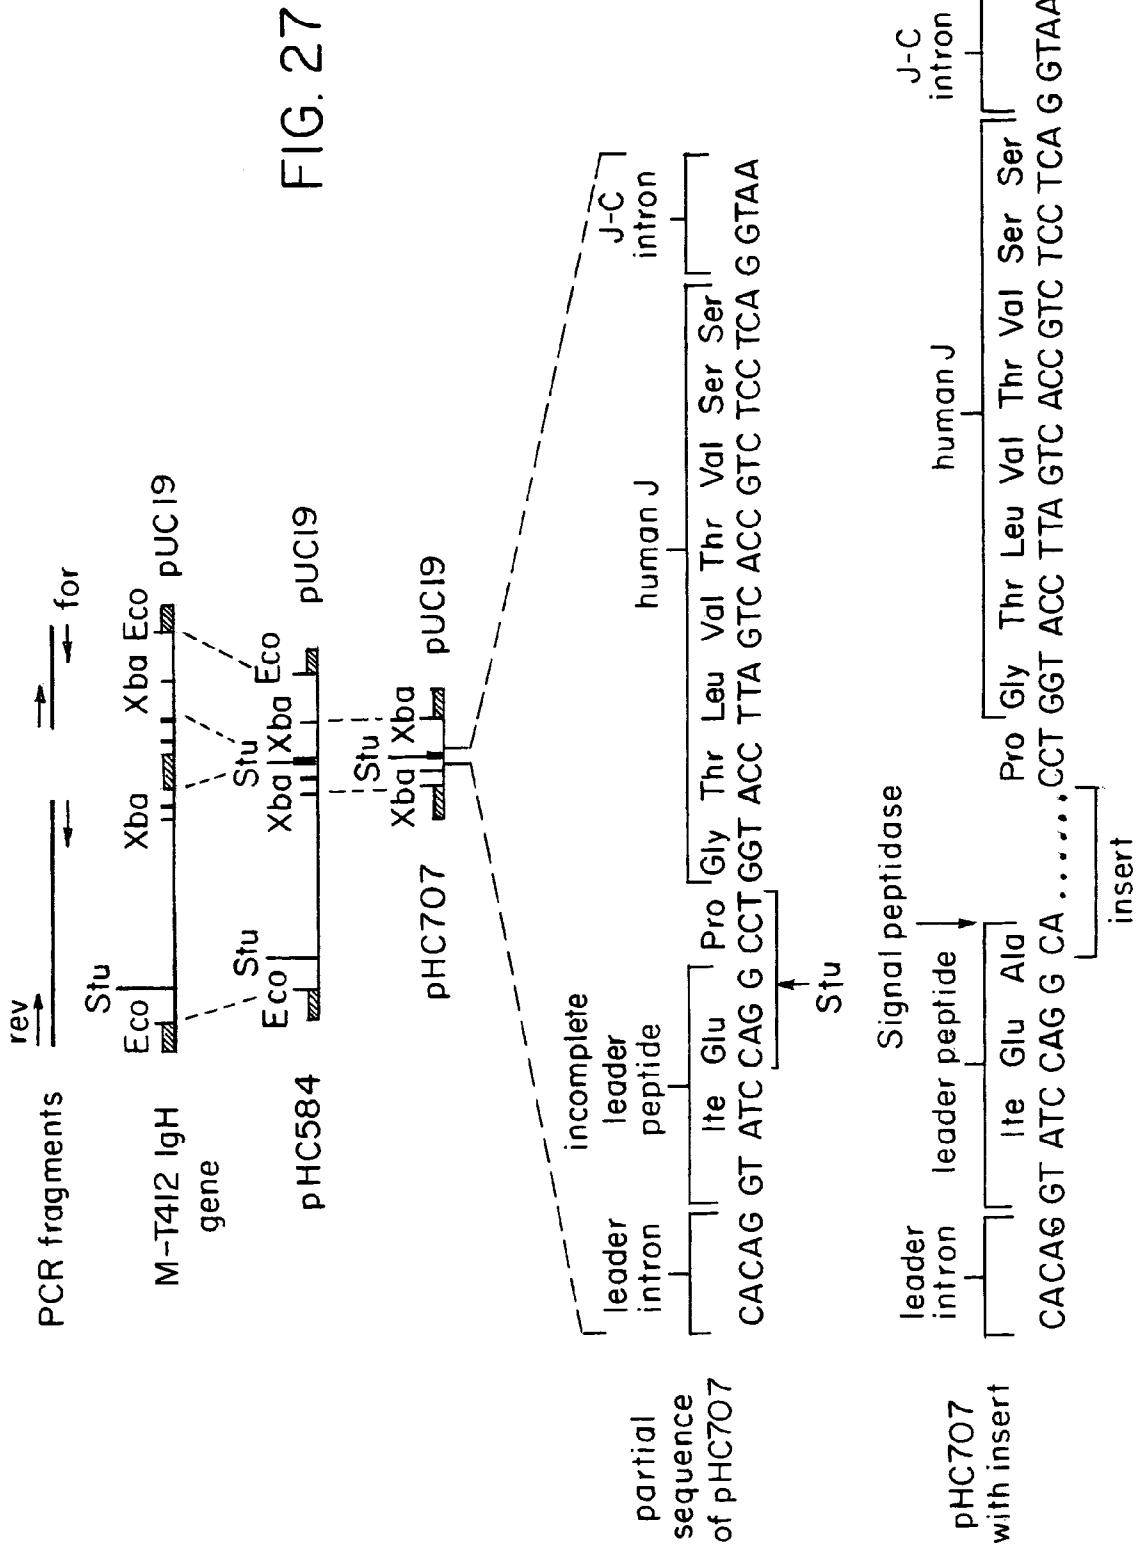 FIG. 27
PCR fragments
rev
for
M-T412 IgH
gene
Eco Stu Xba Xba Eco pUC19
pHC584
Eco Stu Xba Stu Xba Eco pUC19
pHC707
Xba Stu Xba pUC19
partial
sequence
of pHC707
leader
intron
incomplete
leader
peptide
human J
J-C
intron
Ite Glu Pro Gly Thr Leu Val Thr Val Ser Ser
CACAG GT ATC CAG G CCT GGT ACC TTA GTC ACC GTC TCC TCA G GTAA
Stu
pHC707
with insert
leader
intron
leader peptide
Signal peptidase
human J
J-C
intron
Ite Glu Ala Pro Gly Thr Leu Val Thr Val Ser Ser
CACAG GT ATC CAG G CA ....... CCT GGT ACC TTA GTC ACC GTC TCC TCA G GTAA
insert